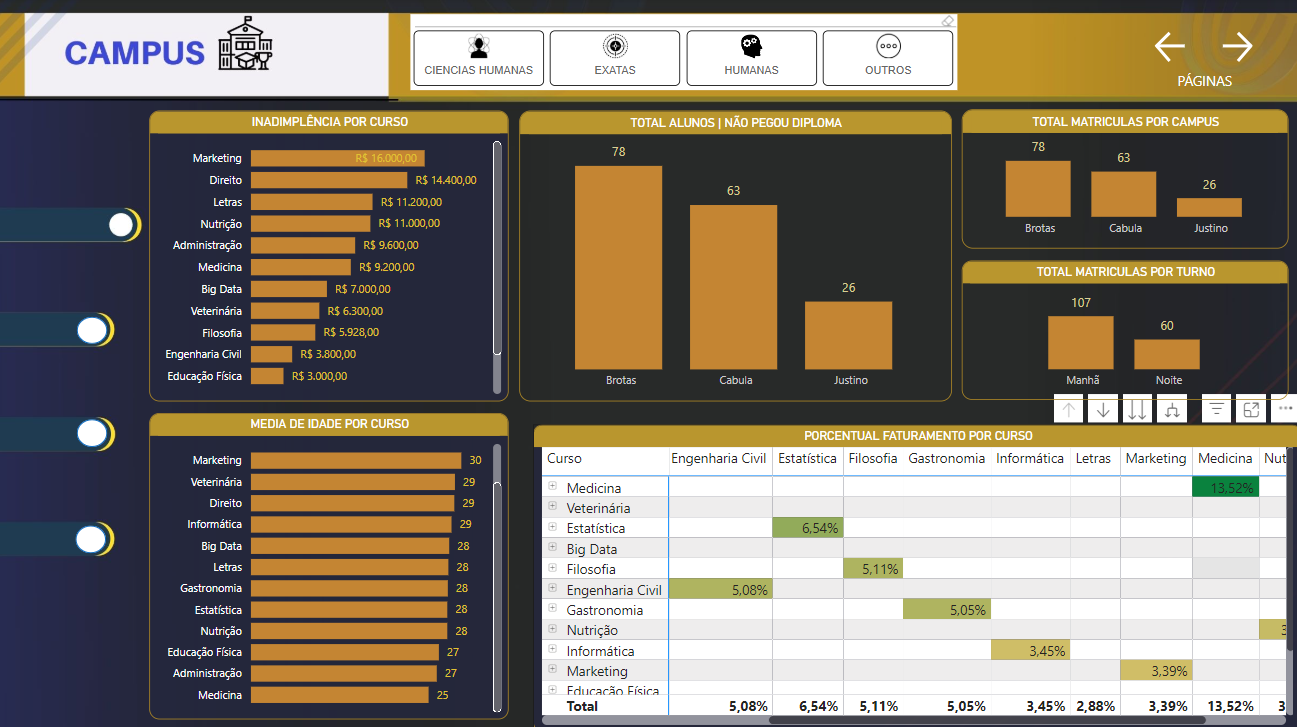 CAMPUS
CIENCIAS HUMANAS
EXATAS
HUMANAS
OUTROS
PÁGINAS
INADIMPLÊNCIA POR CURSO
Marketing R$ 16.000,00
Direito R$ 14.400,00
Letras R$ 11.200,00
Nutrição R$ 11.000,00
Administração R$ 9.600,00
Medicina R$ 9.200,00
Big Data R$ 7.000,00
Veterinária R$ 6.300,00
Filosofia R$ 5.928,00
Engenharia Civil R$ 3.800,00
Educação Física R$ 3.000,00
TOTAL ALUNOS | NÃO PEGOU DIPLOMA
78 63 26
Brotas Cabula Justino
TOTAL MATRICULAS POR CAMPUS
78 63 26
Brotas Cabula Justino
TOTAL MATRICULAS POR TURNO
107 60
Manhã Noite
MEDIA DE IDADE POR CURSO
Marketing 30
Veterinária 29
Direito 29
Informática 29
Big Data 28
Letras 28
Gastronomia 28
Estatística 28
Nutrição 28
Educação Física 27
Administração 27
Medicina 25
PORCENTUAL FATURAMENTO POR CURSO
Curso Engenharia Civil Estatística Filosofia Gastronomia Informática Letras Marketing Medicina Nut
Medicina 13,52%
Veterinária
Estatística 6,54%
Big Data
Filosofia 5,11%
Engenharia Civil 5,08%
Gastronomia 5,05%
Nutrição 3
Informática 3,45%
Marketing 3,39%
Educação Física
Total 5,08% 6,54% 5,11% 5,05% 3,45% 2,88% 3,39% 13,52% 3